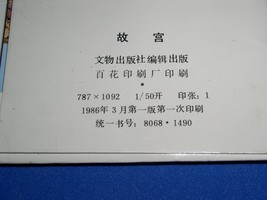 故宫
文物出版社编辑出版
百花印刷厂印刷
787×1092 1/50开 印张：1
1986年3月第一版第一次印刷
统一书号：8068·1490